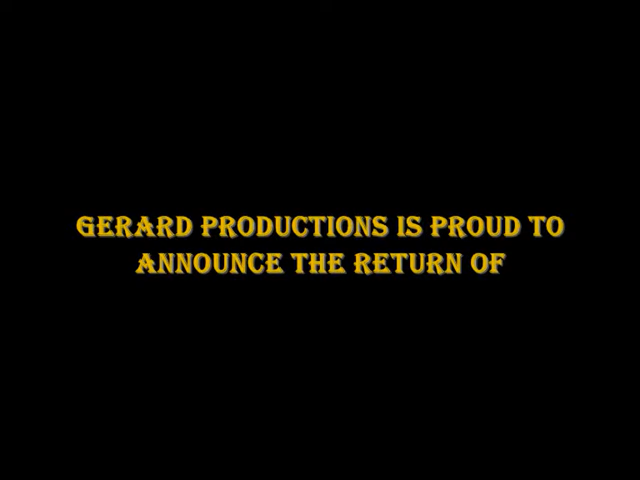 GERARD PRODUCTIONS IS PROUD TO
ANNOUNCE THE RETURN OF